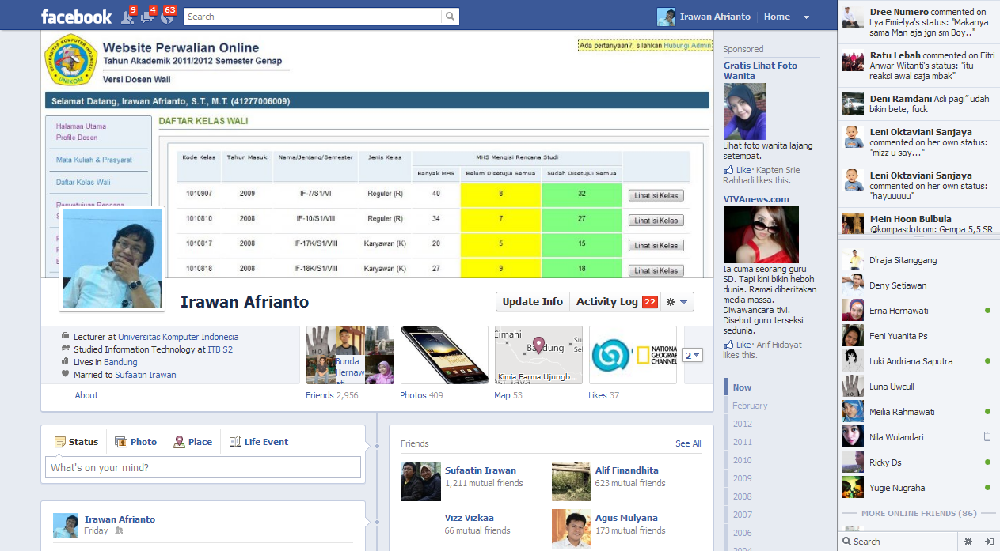 facebook
9
4
63
Search
Irawan Afrianto
Home
UNIVERSITAS KOMPUTER INDONESIA
UNIKOM
Website Perwalian Online
Tahun Akademik 2011/2012 Semester Genap
Versi Dosen Wali
Ada pertanyaan?, silahkan Hubungi Admin
Selamat Datang, Irawan Afrianto, S.T., M.T. (41277006009)
Halaman Utama
Profile Dosen
Mata Kuliah & Prasyarat
Daftar Kelas Wali
Persetujuan Rencana
DAFTAR KELAS WALI
Kode Kelas Tahun Masuk Nama/Jenjang/Semester Jenis Kelas MHS Mengisi Rencana Studi
Banyak MHS Belum Disetujui Semua Sudah Disetujui Semua
1010907 2009 IF-7/S1/VI Reguler (R) 40 8 32 Lihat Isi Kelas
1010810 2008 IF-10/S1/VIII Reguler (R) 34 7 27 Lihat Isi Kelas
1010817 2008 IF-17K/S1/VIII Karyawan (K) 20 5 15 Lihat Isi Kelas
1010818 2008 IF-18K/S1/VIII Karyawan (K) 27 9 18 Lihat Isi Kelas
Irawan Afrianto
Update Info
Activity Log 22
Lecturer at Universitas Komputer Indonesia
Studied Information Technology at ITB S2
Lives in Bandung
Married to Sufaatin Irawan
About
NO
Bunda
Hernaw
ati
Friends 2,956
Photos 409
Cimahi
Bandung
Kimia Farma Ujungb...
Map 53
NATIONAL
GEOGRAP
CHANNEL
Likes 37
2
Status
Photo
Place
Life Event
What's on your mind?
Irawan Afrianto
Friday
Friends
See All
Sufaatin Irawan
1,211 mutual friends
Alif Finandhita
623 mutual friends
Vizz Vizkaa
66 mutual friends
Agus Mulyana
173 mutual friends
Sponsored
Gratis Lihat Foto
Wanita
Lihat foto wanita lajang
setempat.
Like · Kapten Srie
Rahhadi likes this.
VIVAnews.com
Ia cuma seorang guru
SD. Tapi kini bikin heboh
dunia. Ramai diberitakan
media massa.
Diwawancara tivi.
Disebut guru terseksi
sedunia.
Like · Arif Hidayat
likes this.
Now
February
2012
2011
2010
2009
2008
2007
2006
2004
Dree Numero commented on
Lya Emielya's status: "Makanya
sama Man aja jgn sm Boy.."
Ratu Lebah commented on Fitri
Anwar Witanti's status: "itu
reaksi awal saja mbak"
Deni Ramdani Asli pagi” udah
bikin bete, fuck
Leni Oktaviani Sanjaya
commented on her own status:
"mizz u say..."
Leni Oktaviani Sanjaya
commented on her own status:
"hayuuuuu"
Mein Hoon Bulbula
@kompasdotcom: Gempa 5,5 SR
D'raja Sitanggang
Deny Setiawan
Erna Hernawati
Feni Yuanita Ps
Luki Andriana Saputra
Luna Uwcull
Meilia Rahmawati
Nila Wulandari
Ricky Ds
Yugie Nugraha
MORE ONLINE FRIENDS (86)
Search